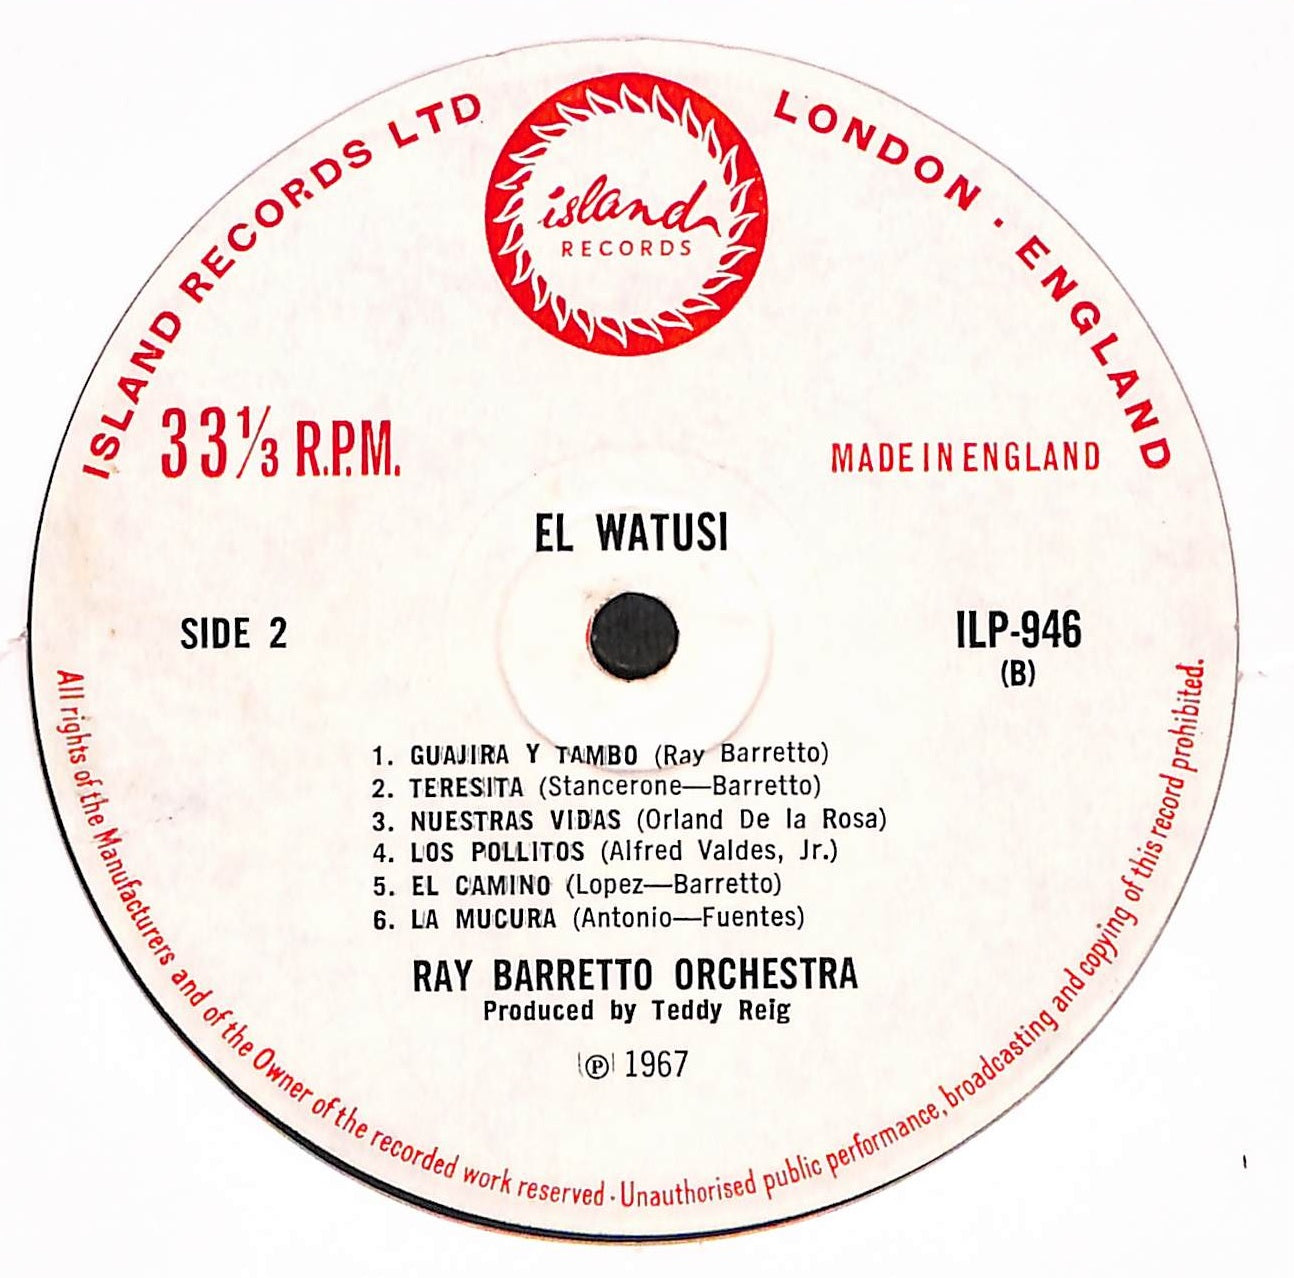 ISLAND RECORDS LTD
LONDON · ENGLAND
island
RECORDS
33⅓ R.P.M.
MADE IN ENGLAND
EL WATUSI
SIDE 2
ILP-946
(B)
1. GUAJIRA Y TAMBO (Ray Barretto)
2. TERESITA (Stancerone—Barretto)
3. NUESTRAS VIDAS (Orland De la Rosa)
4. LOS POLLITOS (Alfred Valdes, Jr.)
5. EL CAMINO (Lopez—Barretto)
6. LA MUCURA (Antonio—Fuentes)
RAY BARRETTO ORCHESTRA
Produced by Teddy Reig
℗ 1967
All rights of the Manufacturers and of the Owner of the recorded work reserved · Unauthorised public performance, broadcasting and copying of this record prohibited.